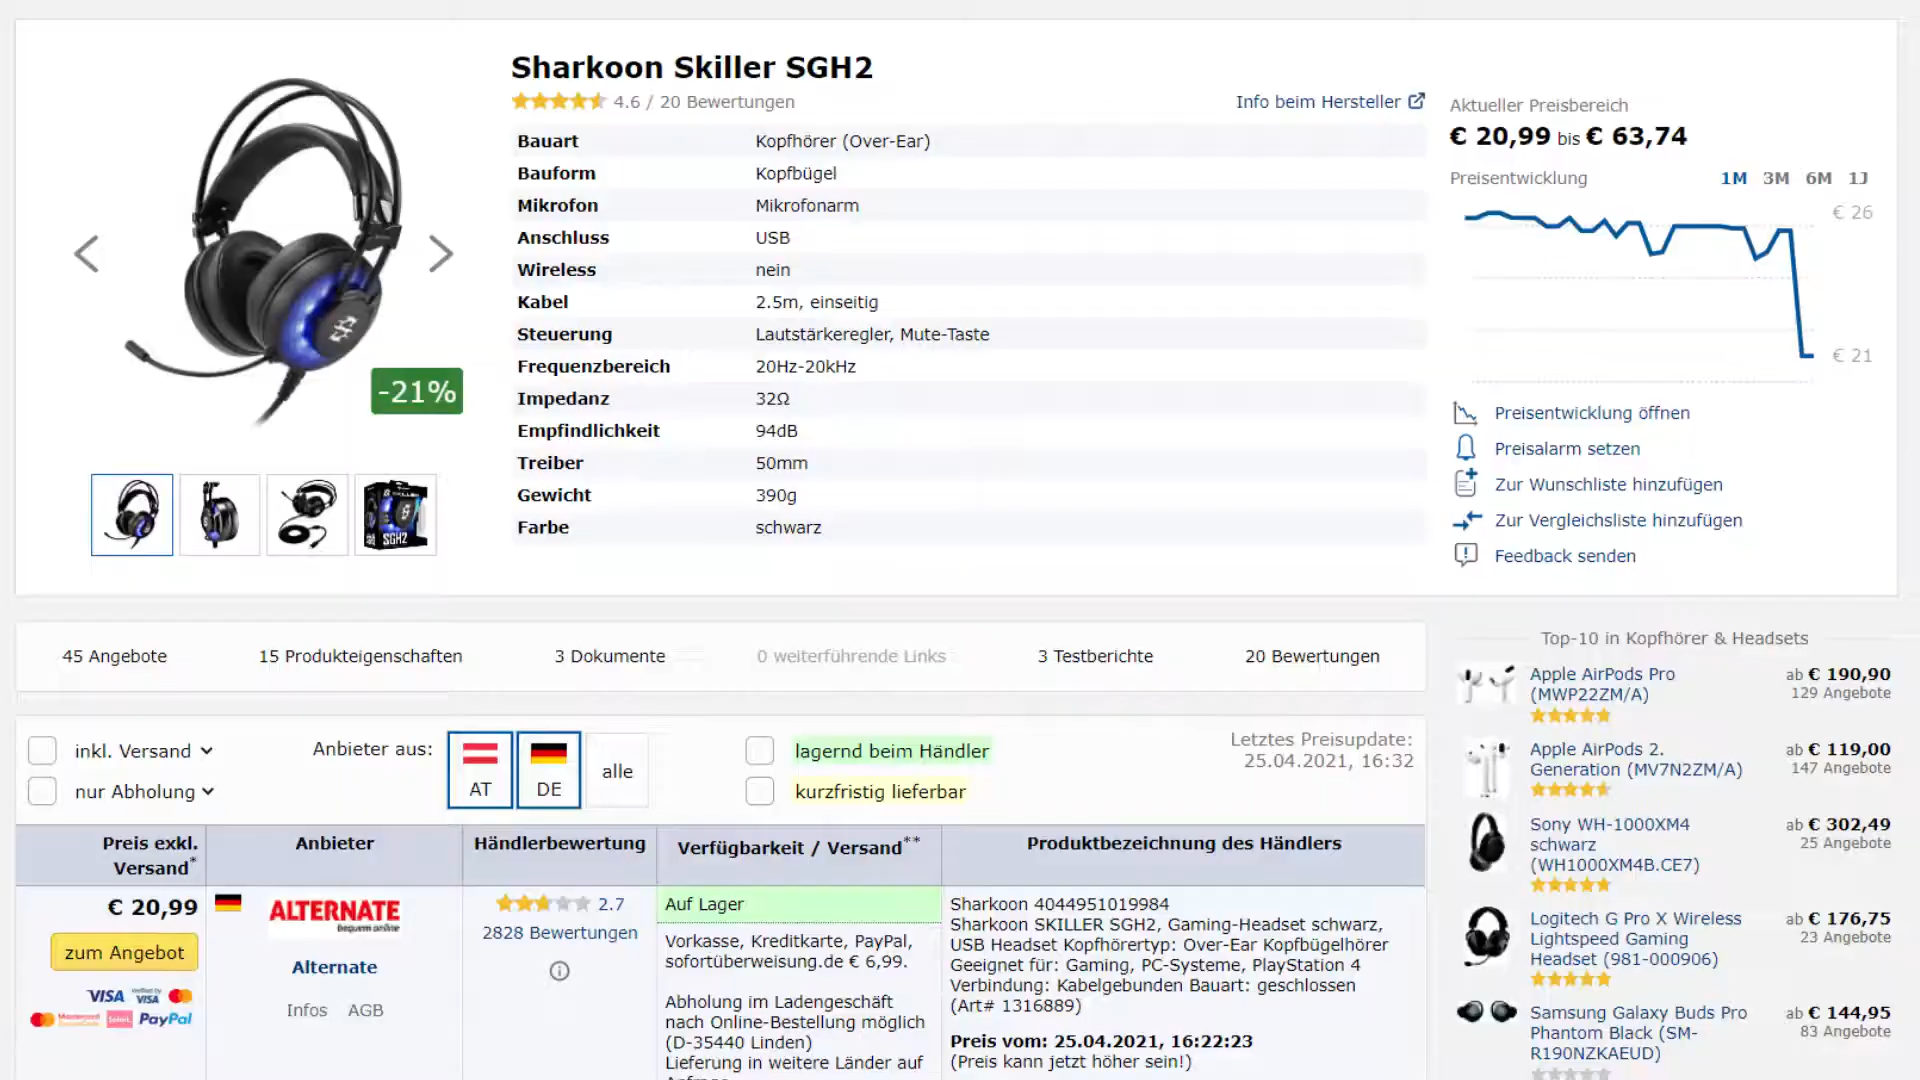 Sharkoon Skiller SGH2
4.6 / 20 Bewertungen
Info beim Hersteller
Bauart Kopfhörer (Over-Ear)
Bauform Kopfbügel
Mikrofon Mikrofonarm
Anschluss USB
Wireless nein
Kabel 2.5m, einseitig
Steuerung Lautstärkeregler, Mute-Taste
Frequenzbereich 20Hz-20kHz
Impedanz 32Ω
Empfindlichkeit 94dB
Treiber 50mm
Gewicht 390g
Farbe schwarz
-21%
SGH2
Aktueller Preisbereich
€ 20,99 bis € 63,74
Preisentwicklung 1M 3M 6M 1J
€ 26
€ 21
Preisentwicklung öffnen
Preisalarm setzen
Zur Wunschliste hinzufügen
Zur Vergleichsliste hinzufügen
Feedback senden
45 Angebote 15 Produkteigenschaften 3 Dokumente 0 weiterführende Links 3 Testberichte 20 Bewertungen
inkl. Versand
nur Abholung
Anbieter aus:
AT
DE
alle
lagernd beim Händler
kurzfristig lieferbar
Letztes Preisupdate:
25.04.2021, 16:32
Preis exkl.
Versand*
Anbieter
Händlerbewertung
Verfügbarkeit / Versand**
Produktbezeichnung des Händlers
€ 20,99
zum Angebot
VISA VISA
PayPal
ALTERNATE
bequem online
Alternate
Infos AGB
2.7
2828 Bewertungen
Auf Lager
Vorkasse, Kreditkarte, PayPal,
sofortüberweisung.de € 6,99.
Abholung im Ladengeschäft
nach Online-Bestellung möglich
(D-35440 Linden)
Lieferung in weitere Länder auf
Sharkoon 4044951019984
Sharkoon SKILLER SGH2, Gaming-Headset schwarz,
USB Headset Kopfhörertyp: Over-Ear Kopfbügelhörer
Geeignet für: Gaming, PC-Systeme, PlayStation 4
Verbindung: Kabelgebunden Bauart: geschlossen
(Art# 1316889)
Preis vom: 25.04.2021, 16:22:23
(Preis kann jetzt höher sein!)
Top-10 in Kopfhörer & Headsets
Apple AirPods Pro
(MWP22ZM/A)
ab € 190,90
129 Angebote
Apple AirPods 2.
Generation (MV7N2ZM/A)
ab € 119,00
147 Angebote
Sony WH-1000XM4
schwarz
(WH1000XM4B.CE7)
ab € 302,49
25 Angebote
Logitech G Pro X Wireless
Lightspeed Gaming
Headset (981-000906)
ab € 176,75
23 Angebote
Samsung Galaxy Buds Pro
Phantom Black (SM-
R190NZKAEUD)
ab € 144,95
83 Angebote